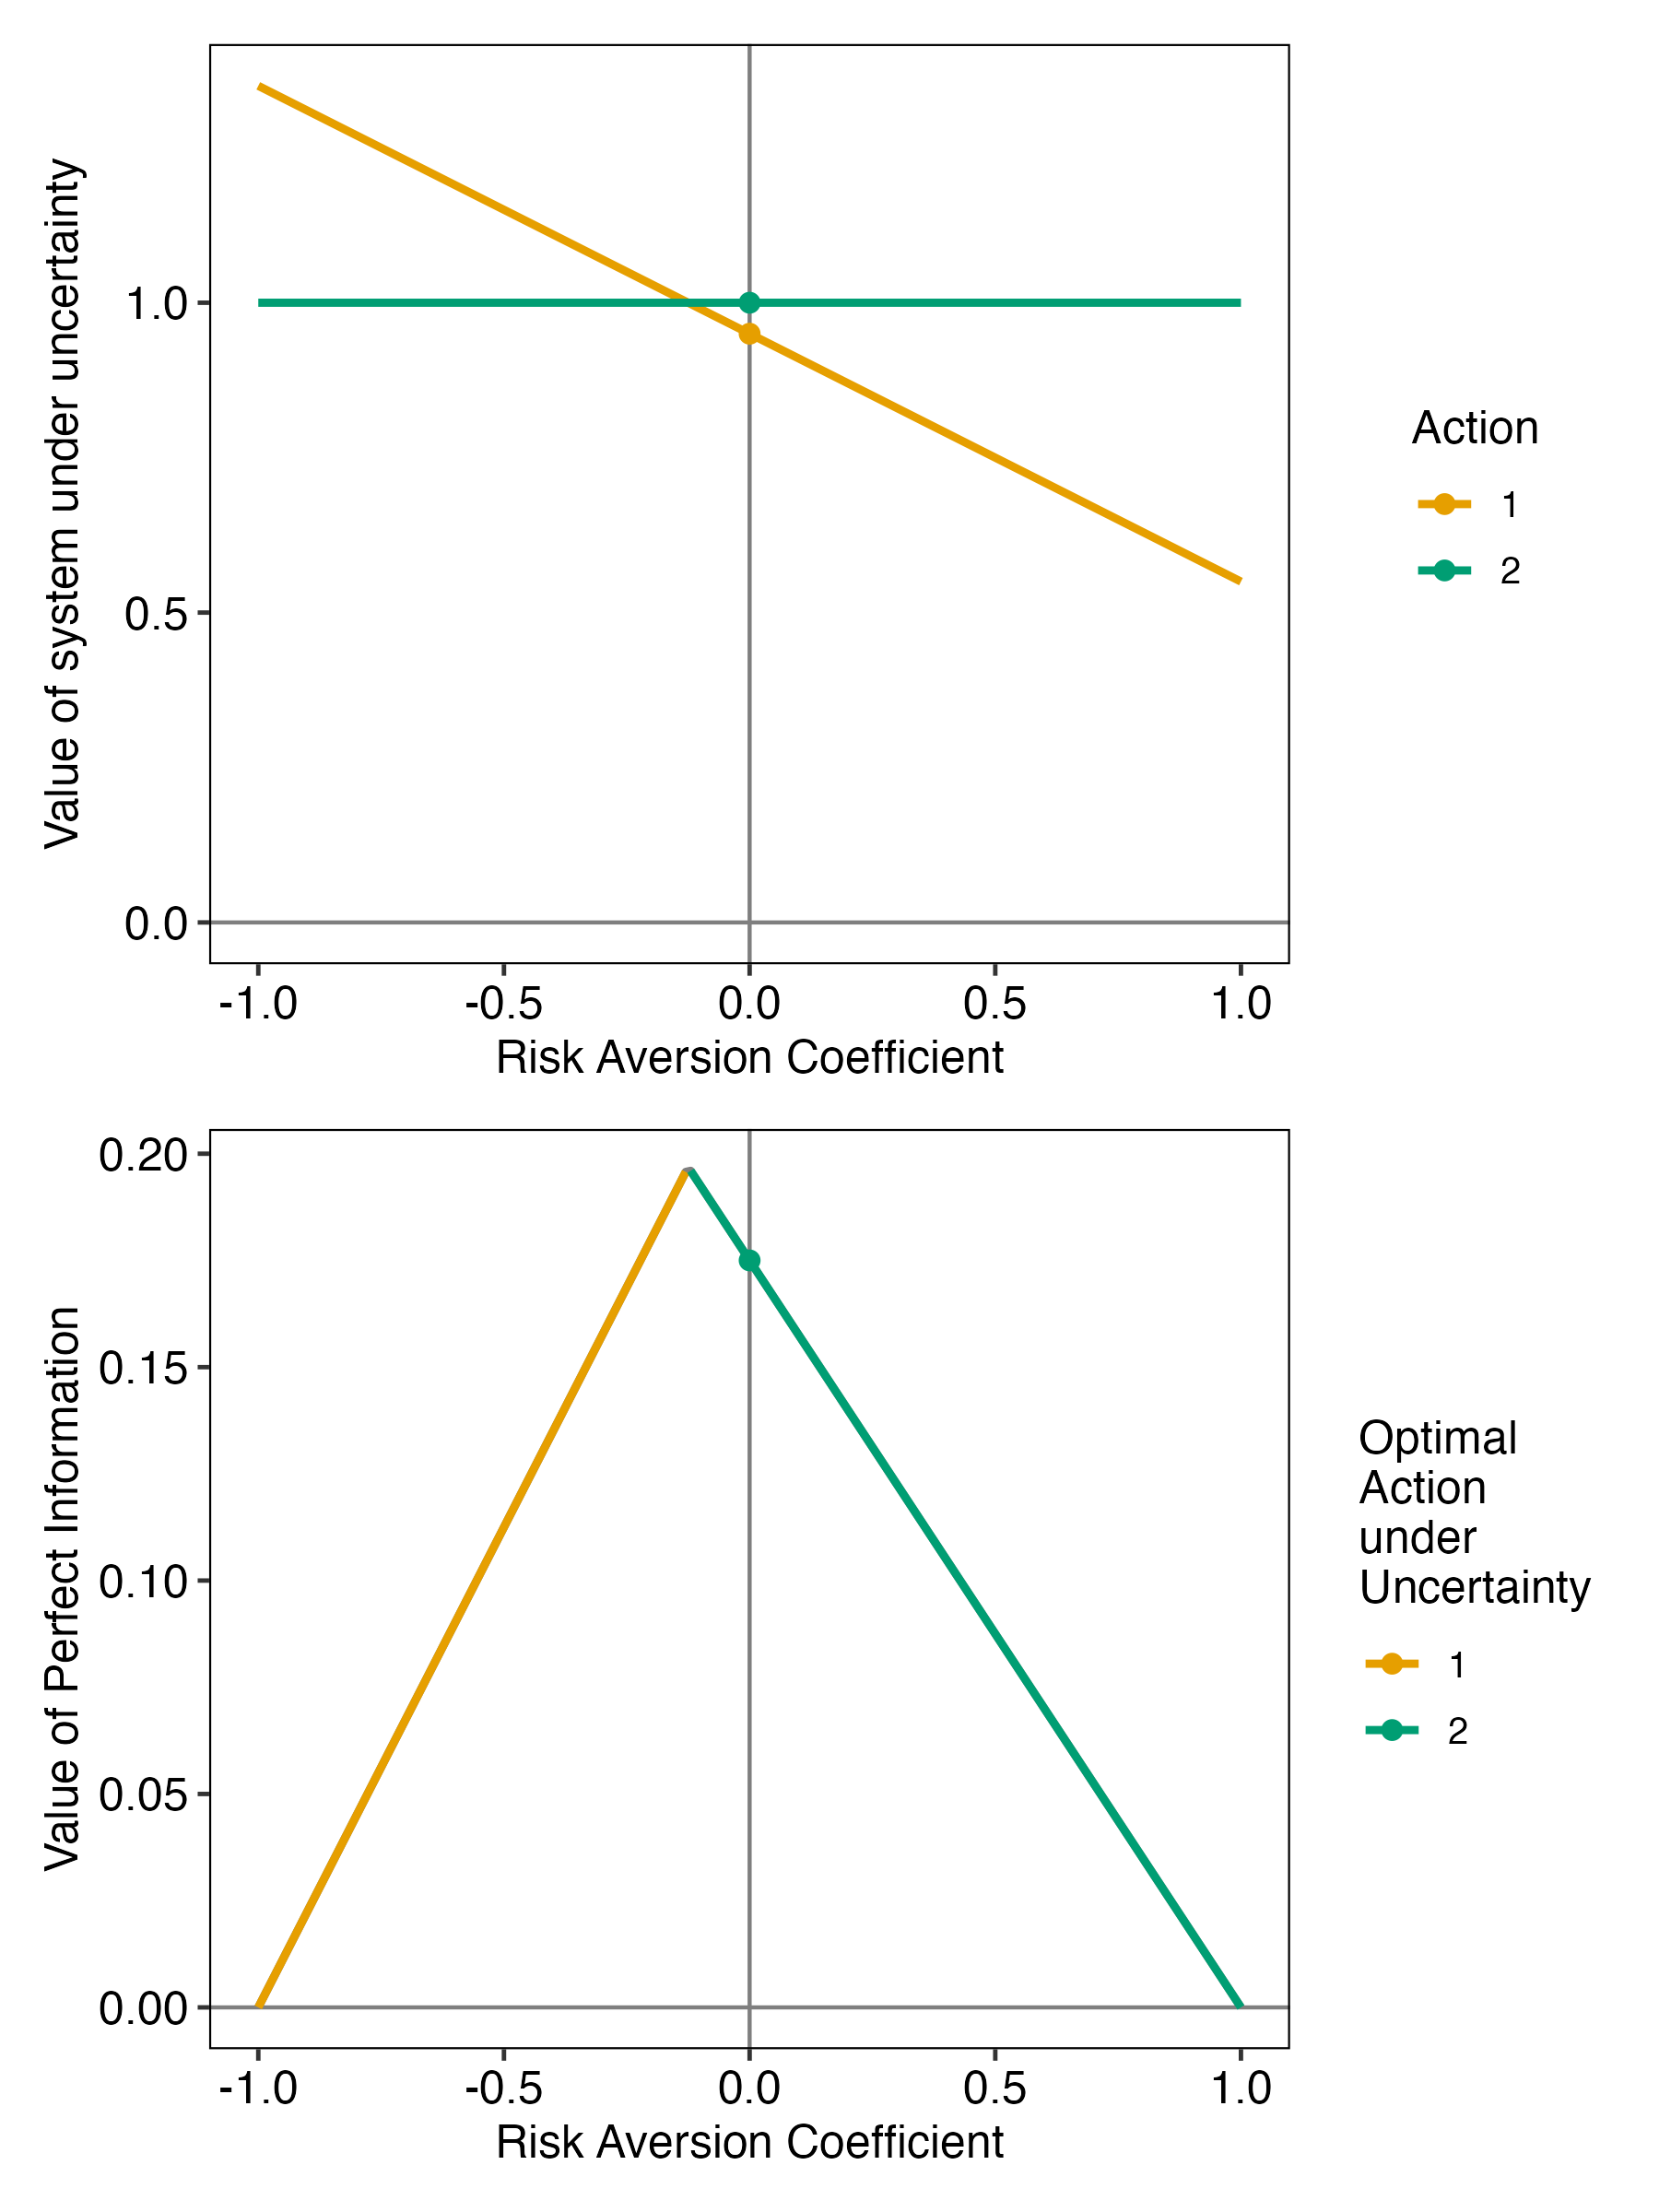 Value of system under uncertainty
1.0
0.5
0.0
-1.0 -0.5 0.0 0.5 1.0
Risk Aversion Coefficient
Action
1
2
Value of Perfect Information
0.20
0.15
0.10
0.05
0.00
-1.0 -0.5 0.0 0.5 1.0
Risk Aversion Coefficient
Optimal
Action
under
Uncertainty
1
2